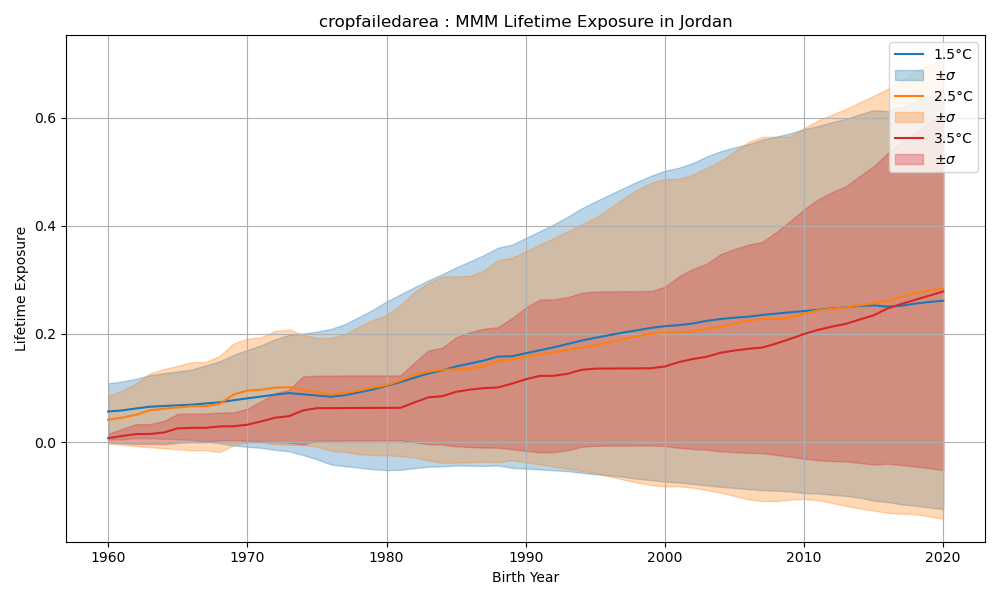 cropfailedarea : MMM Lifetime Exposure in Jordan
Lifetime Exposure
0.6
0.4
0.2
0.0
1.5°C
±σ
2.5°C
±σ
3.5°C
±σ
1960 1970 1980 1990 2000 2010 2020
Birth Year